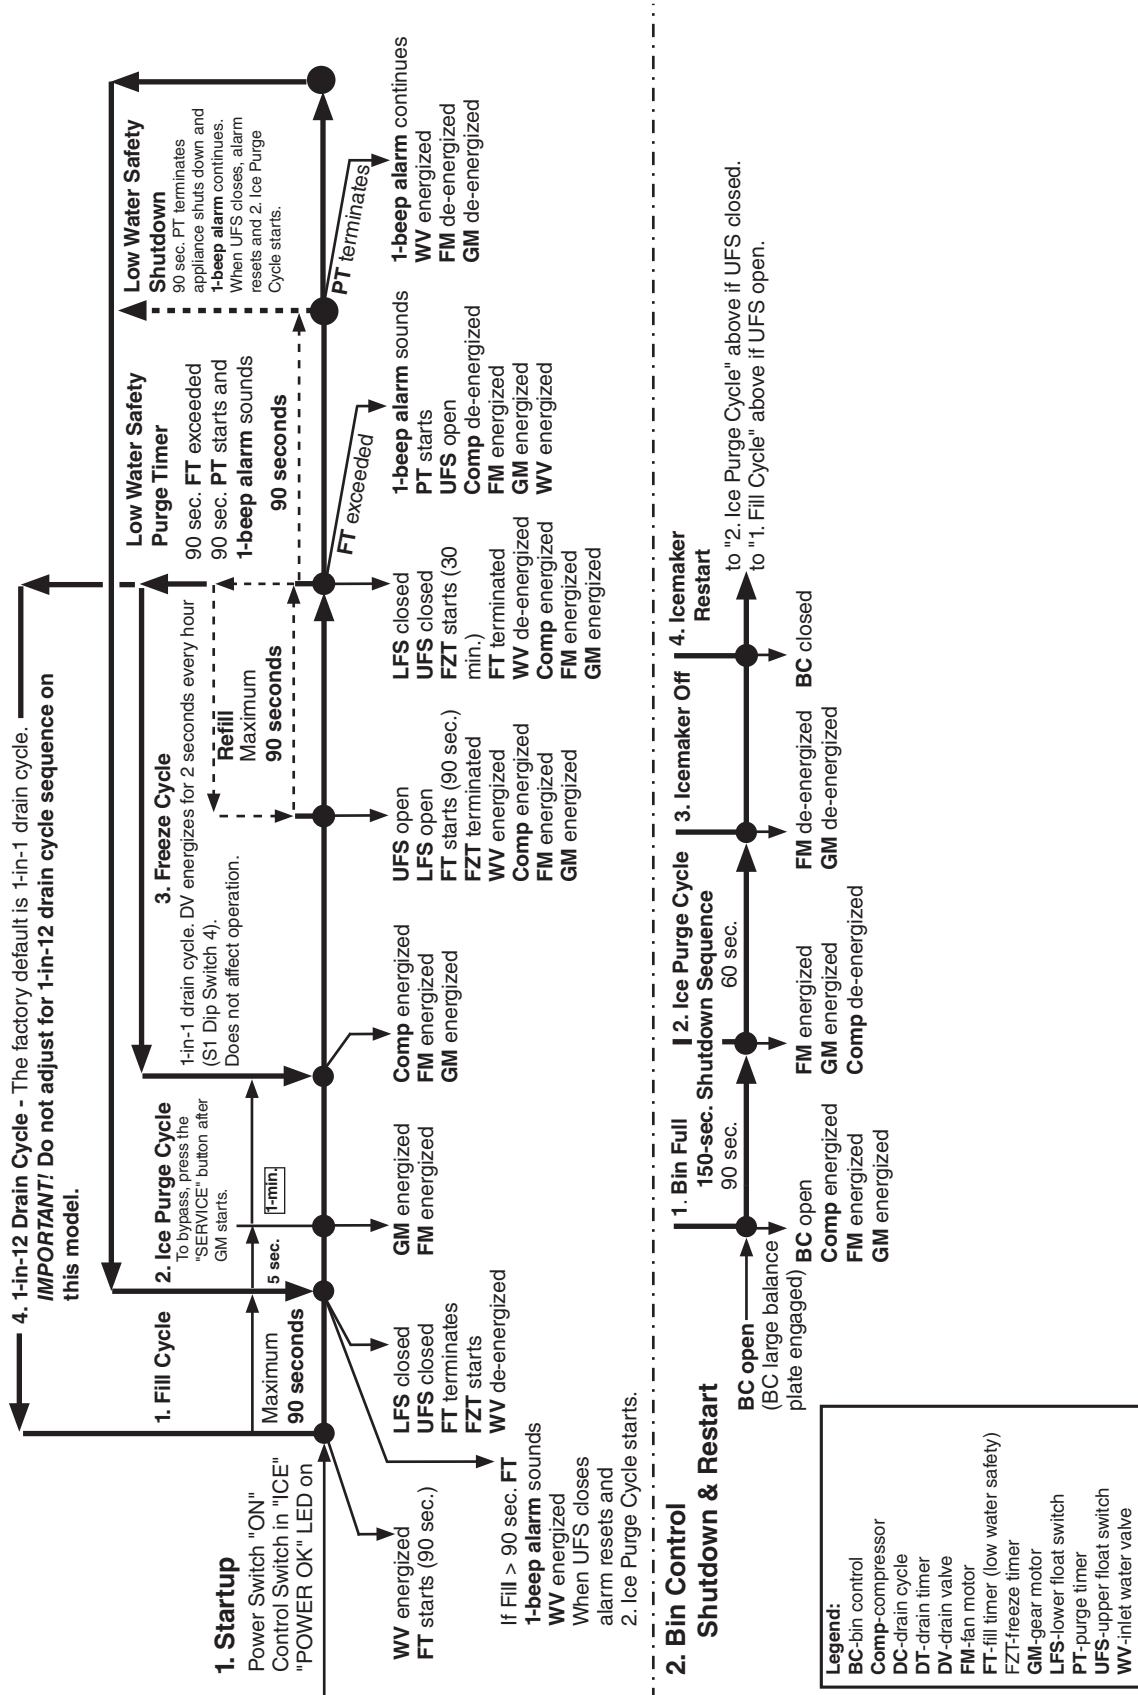 1. Startup
Power Switch "ON"
Control Switch in "ICE"
"POWER OK" LED on
4. 1-in-12 Drain Cycle - The factory default is 1-in-1 drain cycle.
IMPORTANT! Do not adjust for 1-in-12 drain cycle sequence on
this model.
1. Fill Cycle
Maximum
90 seconds
2. Ice Purge Cycle
To bypass, press the
"SERVICE" button after
GM starts.
5 sec.
1-min.
3. Freeze Cycle
1-in-1 drain cycle. DV energizes for 2 seconds every hour
(S1 Dip Switch 4).
Does not affect operation.
Refill
Maximum
90 seconds
Low Water Safety
Purge Timer
90 sec. FT exceeded
90 sec. PT starts and
1-beep alarm sounds
90 seconds
Low Water Safety
Shutdown
90 sec. PT terminates
appliance shuts down and
1-beep alarm continues.
When UFS closes, alarm
resets and 2. Ice Purge
Cycle starts.
FT exceeded
PT terminates
WV energized
FT starts (90 sec.)
If Fill > 90 sec. FT
1-beep alarm sounds
WV energized
When UFS closes
alarm resets and
2. Ice Purge Cycle starts.
LFS closed
UFS closed
FT terminates
FZT starts
WV de-energized
GM energized
FM energized
Comp energized
FM energized
GM energized
UFS open
LFS open
FT starts (90 sec.)
FZT terminated
WV energized
Comp energized
FM energized
GM energized
LFS closed
UFS closed
FZT starts (30
min.)
FT terminated
WV de-energized
Comp energized
FM energized
GM energized
1-beep alarm sounds
PT starts
UFS open
Comp de-energized
FM energized
GM energized
WV energized
1-beep alarm continues
WV energized
FM de-energized
GM de-energized
2. Bin Control
Shutdown & Restart
BC open
(BC large balance
plate engaged)
1. Bin Full
2. Ice Purge Cycle
150-sec. Shutdown Sequence
90 sec.
60 sec.
3. Icemaker Off
4. Icemaker
Restart
to "2. Ice Purge Cycle" above if UFS closed.
to "1. Fill Cycle" above if UFS open.
BC open
Comp energized
FM energized
GM energized
FM energized
GM energized
Comp de-energized
FM de-energized
GM de-energized
BC closed
Legend:
BC-bin control
Comp-compressor
DC-drain cycle
DT-drain timer
DV-drain valve
FM-fan motor
FT-fill timer (low water safety)
FZT-freeze timer
GM-gear motor
LFS-lower float switch
PT-purge timer
UFS-upper float switch
WV-inlet water valve